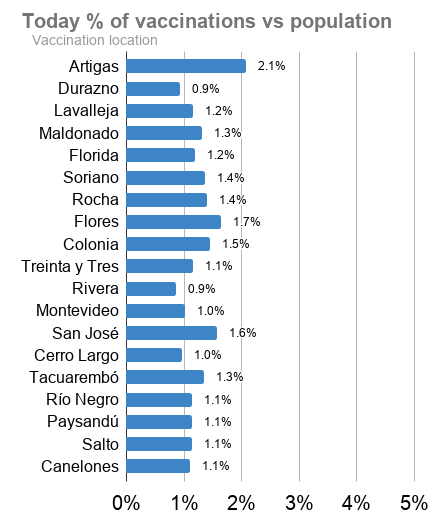 Today % of vaccinations vs population
Vaccination location
Artigas 2.1%
Durazno 0.9%
Lavalleja 1.2%
Maldonado 1.3%
Florida 1.2%
Soriano 1.4%
Rocha 1.4%
Flores 1.7%
Colonia 1.5%
Treinta y Tres 1.1%
Rivera 0.9%
Montevideo 1.0%
San José 1.6%
Cerro Largo 1.0%
Tacuarembó 1.3%
Río Negro 1.1%
Paysandú 1.1%
Salto 1.1%
Canelones 1.1%
0% 1% 2% 3% 4% 5%